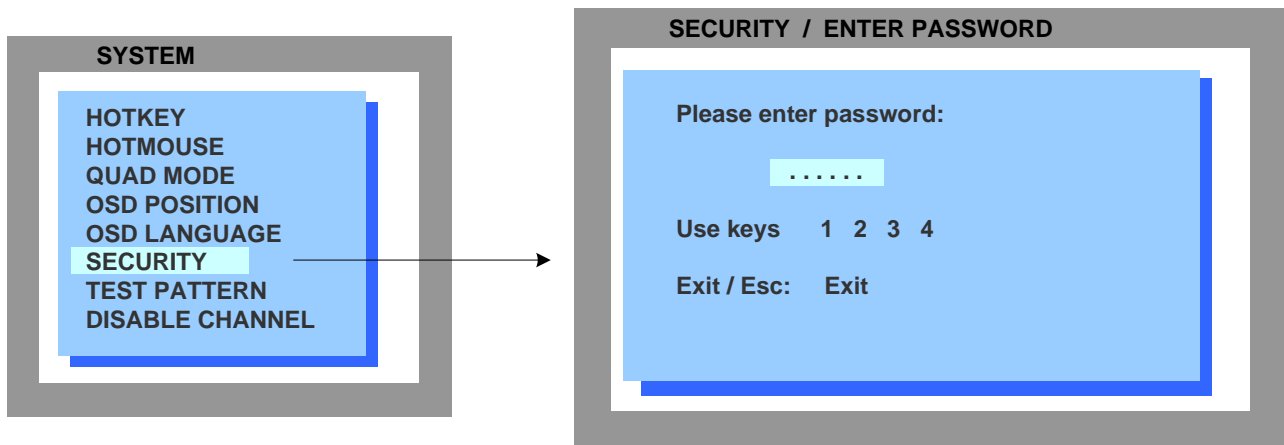 SYSTEM
HOTKEY
HOTMOUSE
QUAD MODE
OSD POSITION
OSD LANGUAGE
SECURITY
TEST PATTERN
DISABLE CHANNEL
SECURITY / ENTER PASSWORD
Please enter password:
. . . . . .
Use keys 1 2 3 4
Exit / Esc: Exit